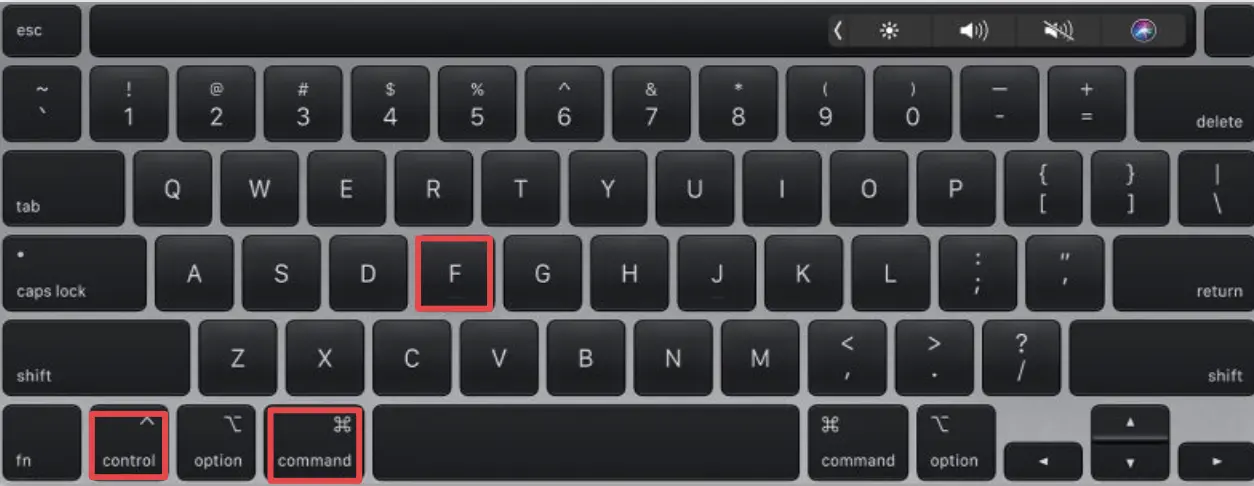 esc
~ ! @ # $ % ^ & * ( ) — +
` 1 2 3 4 5 6 7 8 9 0 - = delete
tab Q W E R T Y U I O P { } |
[ ] \
caps lock A S D F G H J K L : " return
; '
shift Z X C V B N M < > ? shift
, . /
^ ⌥ ⌘ ⌘ ⌥
fn control option command command option